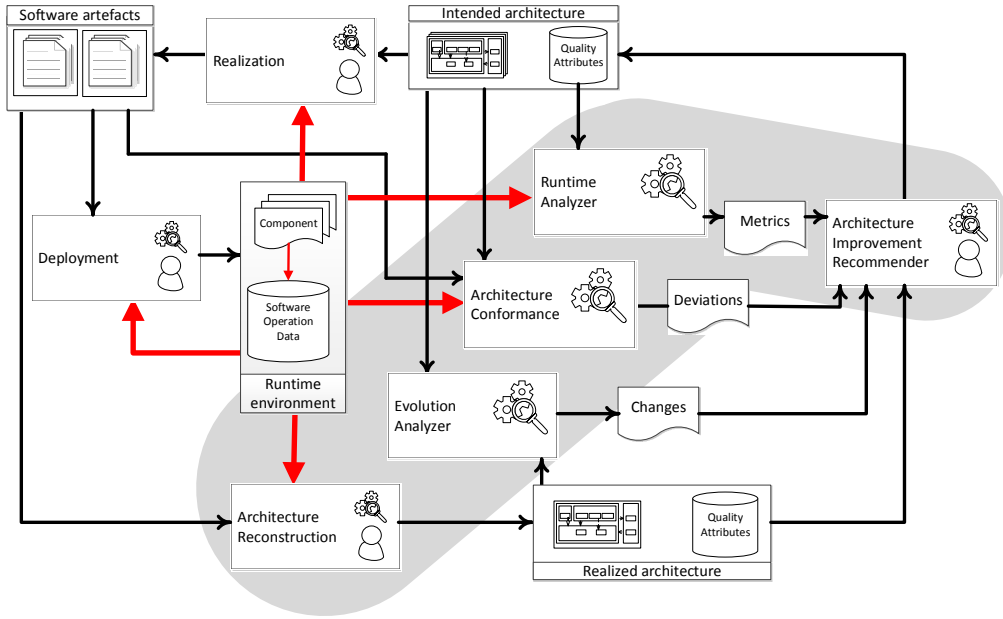 Software artefacts
Intended architecture
Realization
Quality
Attributes
Runtime
Analyzer
Component
Metrics
Architecture
Improvement
Recommender
Deployment
Software
Operation
Data
Architecture
Conformance
Deviations
Runtime
environment
Evolution
Analyzer
Changes
Architecture
Reconstruction
Quality
Attributes
Realized architecture